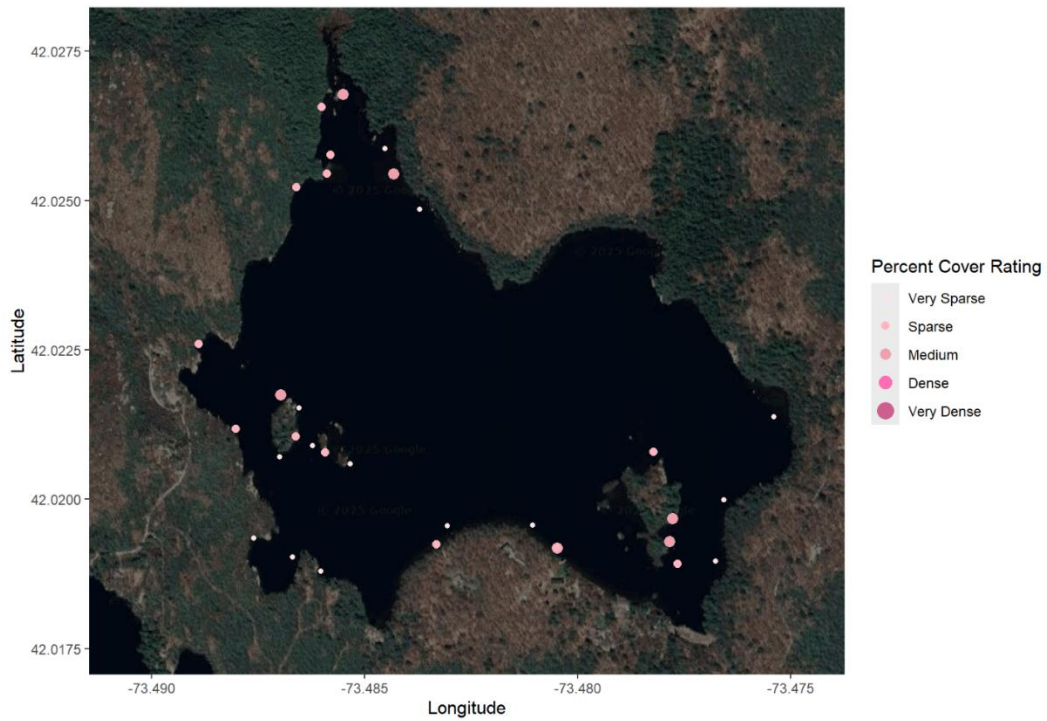 42.0275
42.0250
42.0225
42.0200
42.0175
Latitude
© 2025 Google
© 2025 Google
2025 Google
© 2025 Google
-73.490
-73.485
-73.480
-73.475
Longitude
Percent Cover Rating
Very Sparse
Sparse
Medium
Dense
Very Dense